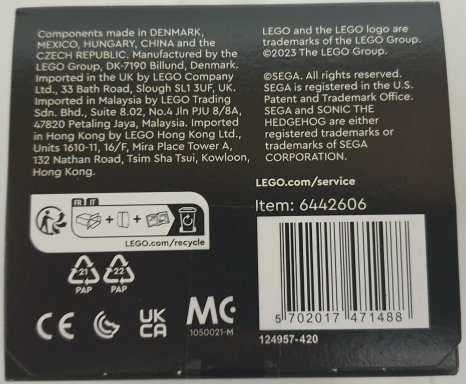 Components made in DENMARK,
MEXICO, HUNGARY, CHINA and the
CZECH REPUBLIC. Manufactured by the
LEGO Group, DK-7190 Billund, Denmark.
Imported in the UK by LEGO Company
Ltd., 33 Bath Road, Slough SL1 3UF, UK.
Imported in Malaysia by LEGO Trading
Sdn. Bhd., Suite 8.02, No.4 Jln PJU 8/8A,
47820 Petaling Jaya, Malaysia. Imported
in Hong Kong by LEGO Hong Kong Ltd.,
Units 1610-11, 16/F, Mira Place Tower A,
132 Nathan Road, Tsim Sha Tsui, Kowloon,
Hong Kong.
FR IT
LEGO.com/recycle
21 22
PAP PAP
CE UK
CA
MC
1050021-M
LEGO and the LEGO logo are
trademarks of the LEGO Group.
©2023 The LEGO Group.
©SEGA. All rights reserved.
SEGA is registered in the U.S.
Patent and Trademark Office.
SEGA and SONIC THE
HEDGEHOG are either
registered trademarks or
trademarks of SEGA
CORPORATION.
LEGO.com/service
Item: 6442606
5 702017 471488
124957-420